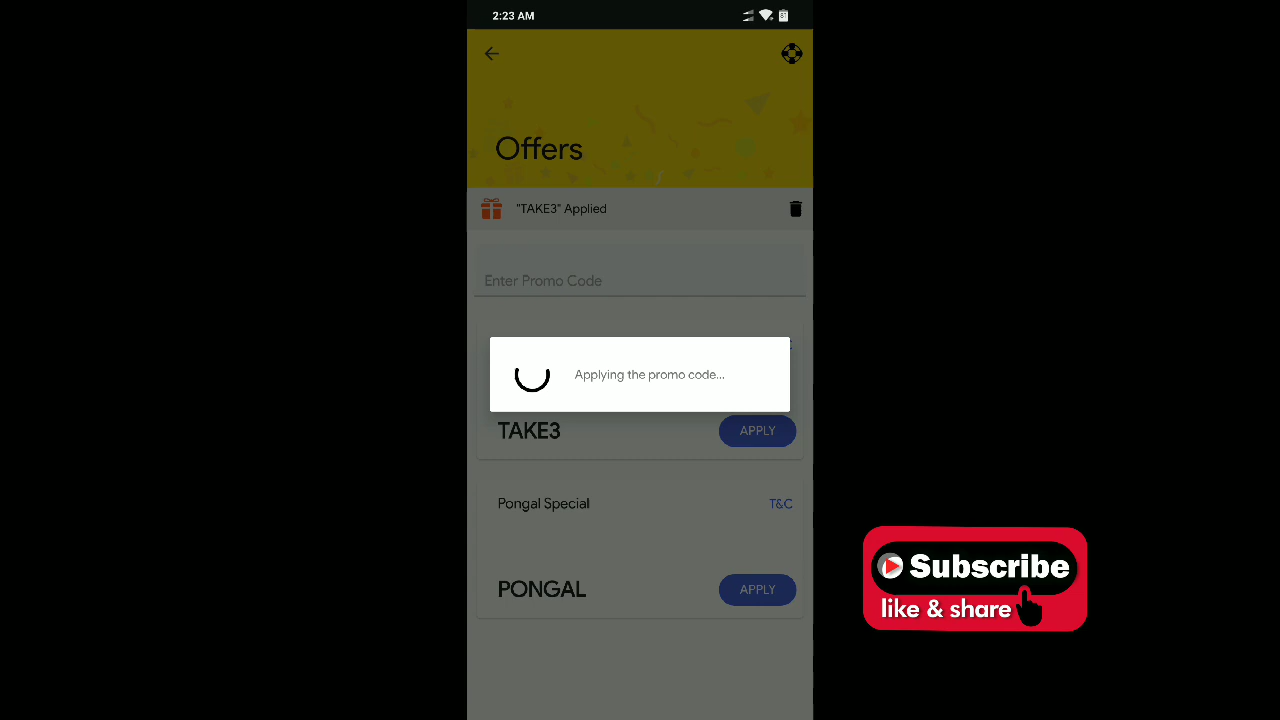 2:23 AM
Offers
"TAKE3" Applied
Enter Promo Code
Applying the promo code...
TAKE3
APPLY
Pongal Special
T&C
PONGAL
APPLY
Subscribe
like & share